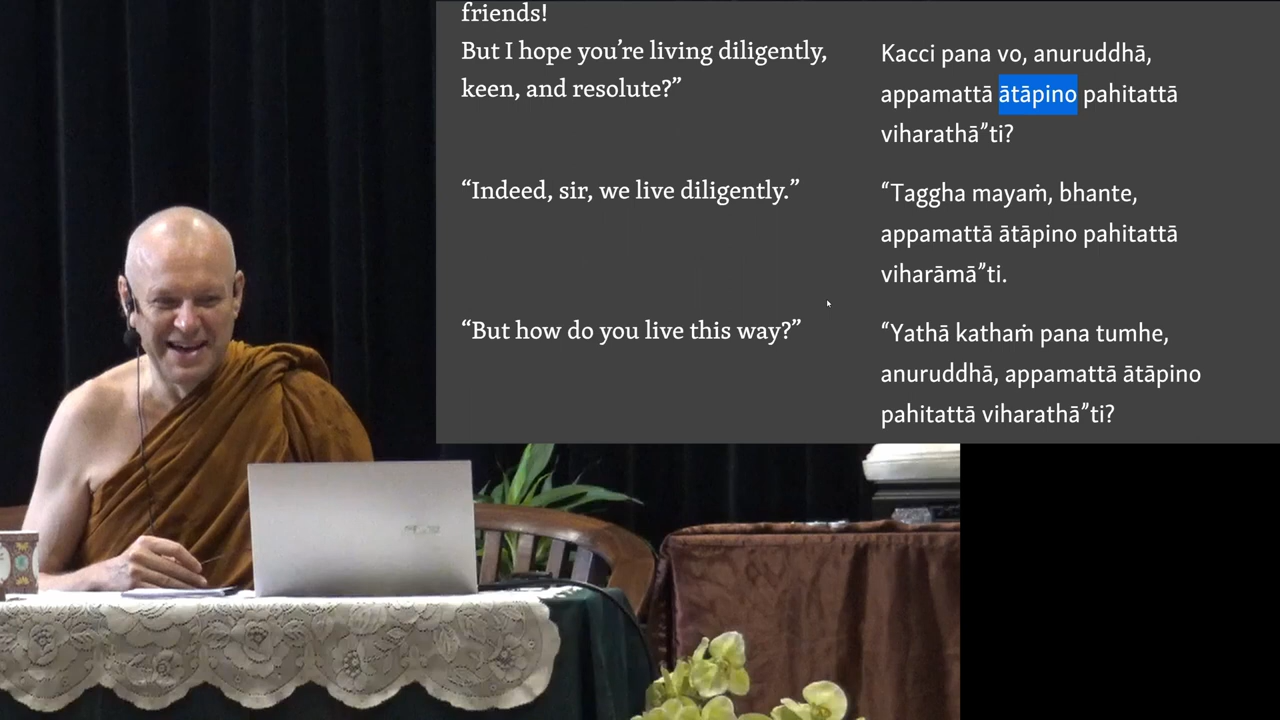 friends!
But I hope you’re living diligently,
keen, and resolute?”
Kacci pana vo, anuruddhā,
appamattā ātāpino pahitattā
viharathā”ti?
“Indeed, sir, we live diligently.”
“Taggha mayaṁ, bhante,
appamattā ātāpino pahitattā
viharāmā”ti.
“But how do you live this way?”
“Yathā kathaṁ pana tumhe,
anuruddhā, appamattā ātāpino
pahitattā viharathā”ti?